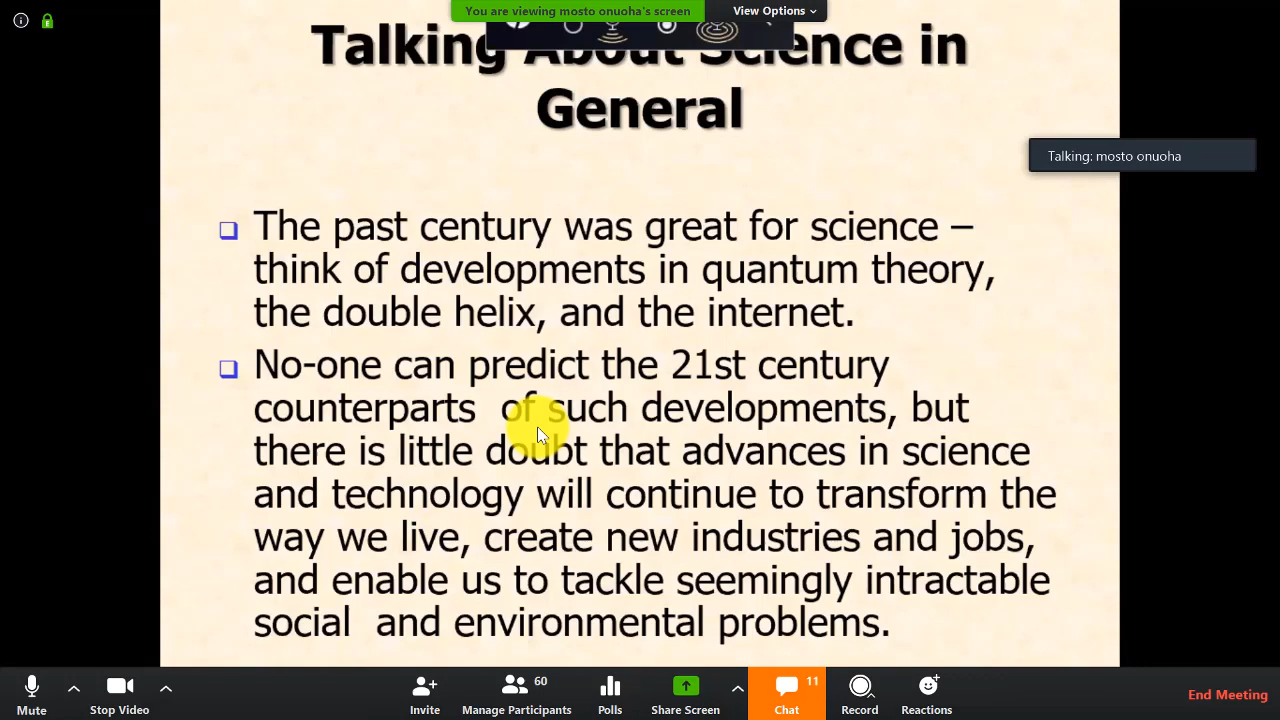 You are viewing mosto onuoha's screen
View Options
Talking About Science in
General
Talking: mosto onuoha
The past century was great for science –
think of developments in quantum theory,
the double helix, and the internet.
No-one can predict the 21st century
counterparts of such developments, but
there is little doubt that advances in science
and technology will continue to transform the
way we live, create new industries and jobs,
and enable us to tackle seemingly intractable
social and environmental problems.
Mute
Stop Video
Invite
60
Manage Participants
Polls
Share Screen
11
Chat
Record
Reactions
End Meeting